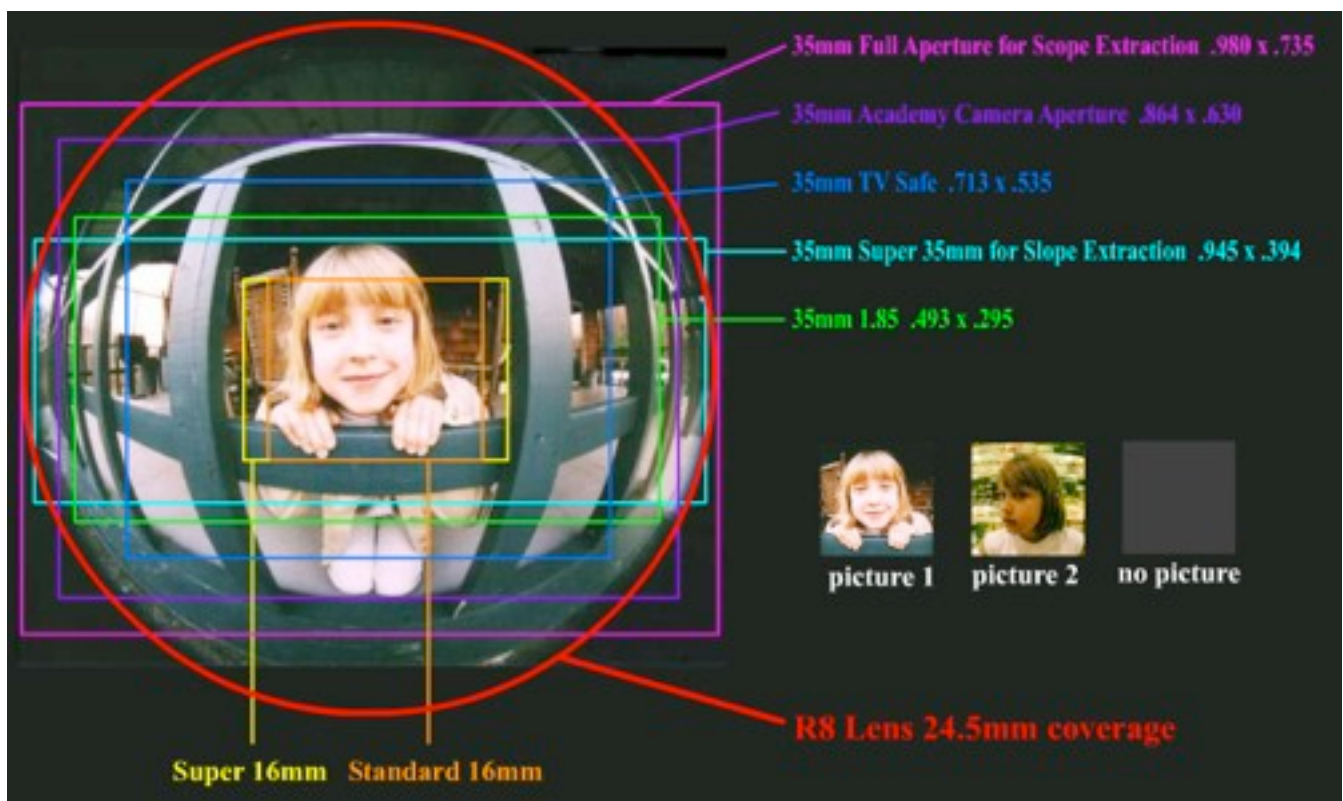 35mm Full Aperture for Scope Extraction .980 x .735
35mm Academy Camera Aperture .864 x .630
35mm TV Safe .713 x .535
35mm Super 35mm for Slope Extraction .945 x .394
35mm 1.85 .493 x .295
picture 1
picture 2
no picture
R8 Lens 24.5mm coverage
Super 16mm
Standard 16mm